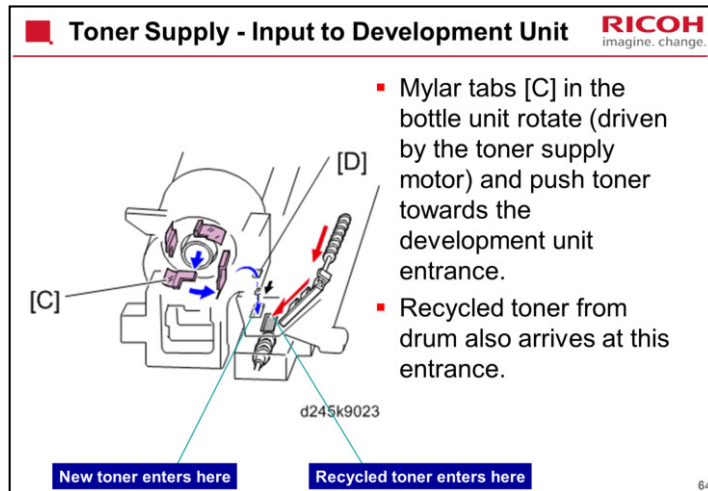 Toner Supply - Input to Development Unit
RICOH
imagine. change.
Mylar tabs [C] in the
bottle unit rotate (driven
by the toner supply
motor) and push toner
towards the
development unit
entrance.
Recycled toner from
drum also arrives at this
entrance.
[D]
[C]
d245k9023
New toner enters here
Recycled toner enters here
64